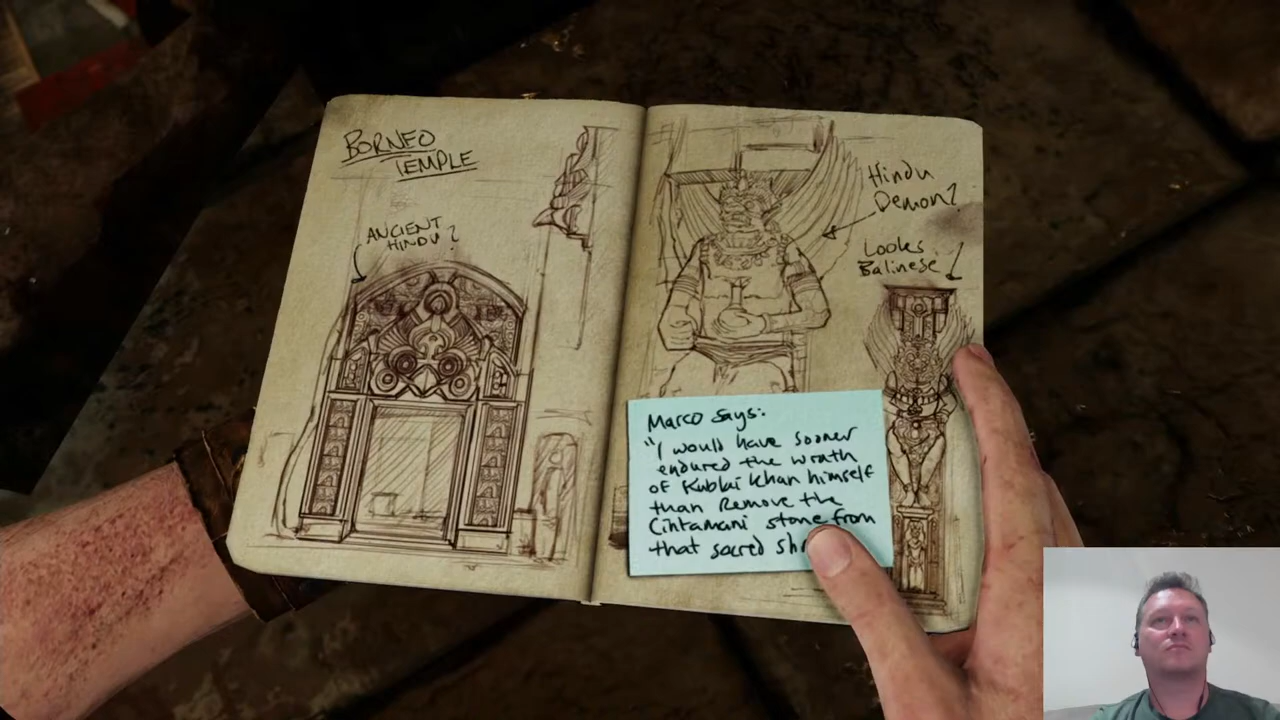 BORNEO
TEMPLE
ANCIENT
HINDU?
Hindu
Demon?
Looks
Balinese
Marco says:
"I would have sooner
endured the wrath
of Kublai Khan himself
than Remove the
Cintamani stone from
that sacred